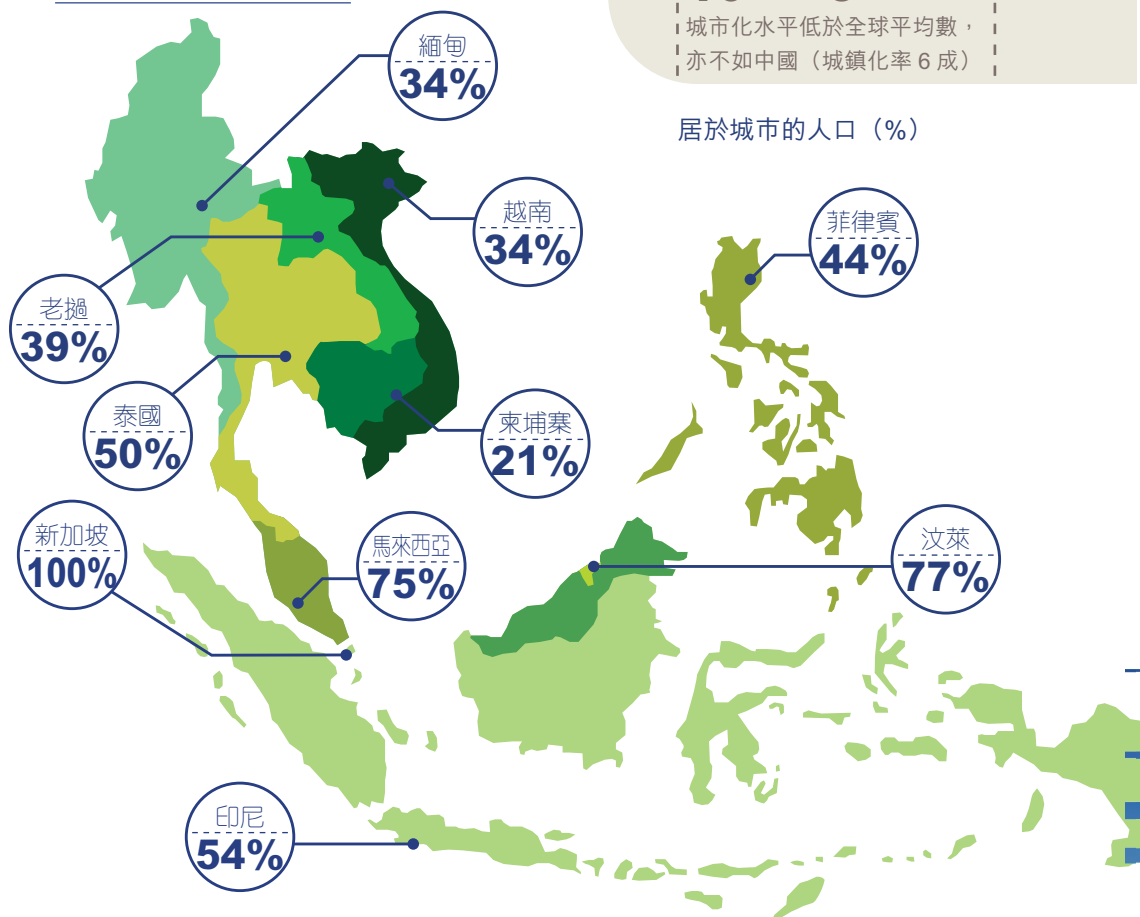 城市化水平低於全球平均數，
亦不如中國（城鎮化率 6 成）
居於城市的人口（%）
緬甸
34%
越南
34%
菲律賓
44%
老撾
39%
泰國
50%
柬埔寨
21%
新加坡
100%
馬來西亞
75%
汶萊
77%
印尼
54%